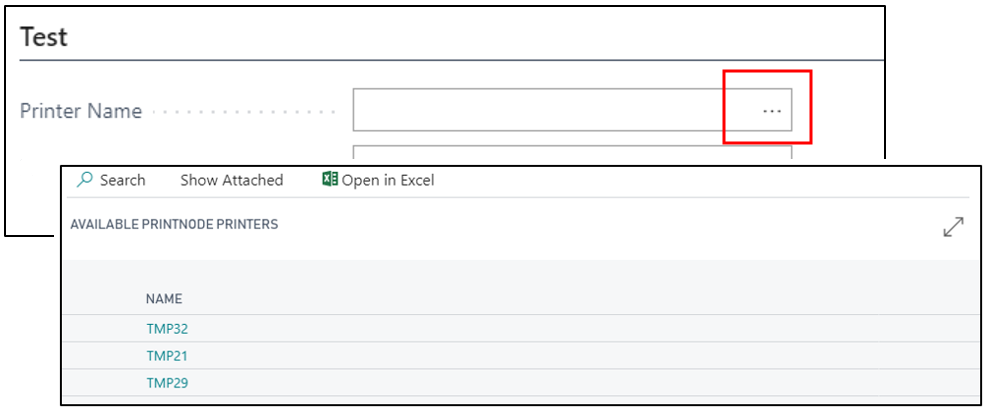 Test
Printer Name ...
Search Show Attached Open in Excel
AVAILABLE PRINTNODE PRINTERS
NAME
TMP32
TMP21
TMP29